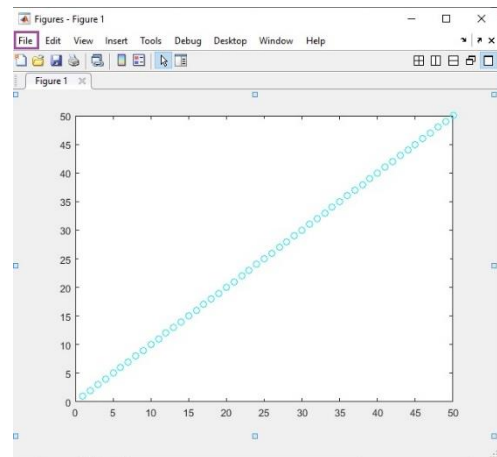 Figures - Figure 1
File Edit View Insert Tools Debug Desktop Window Help
Figure 1
50
45
40
35
30
25
20
15
10
5
0
0 5 10 15 20 25 30 35 40 45 50